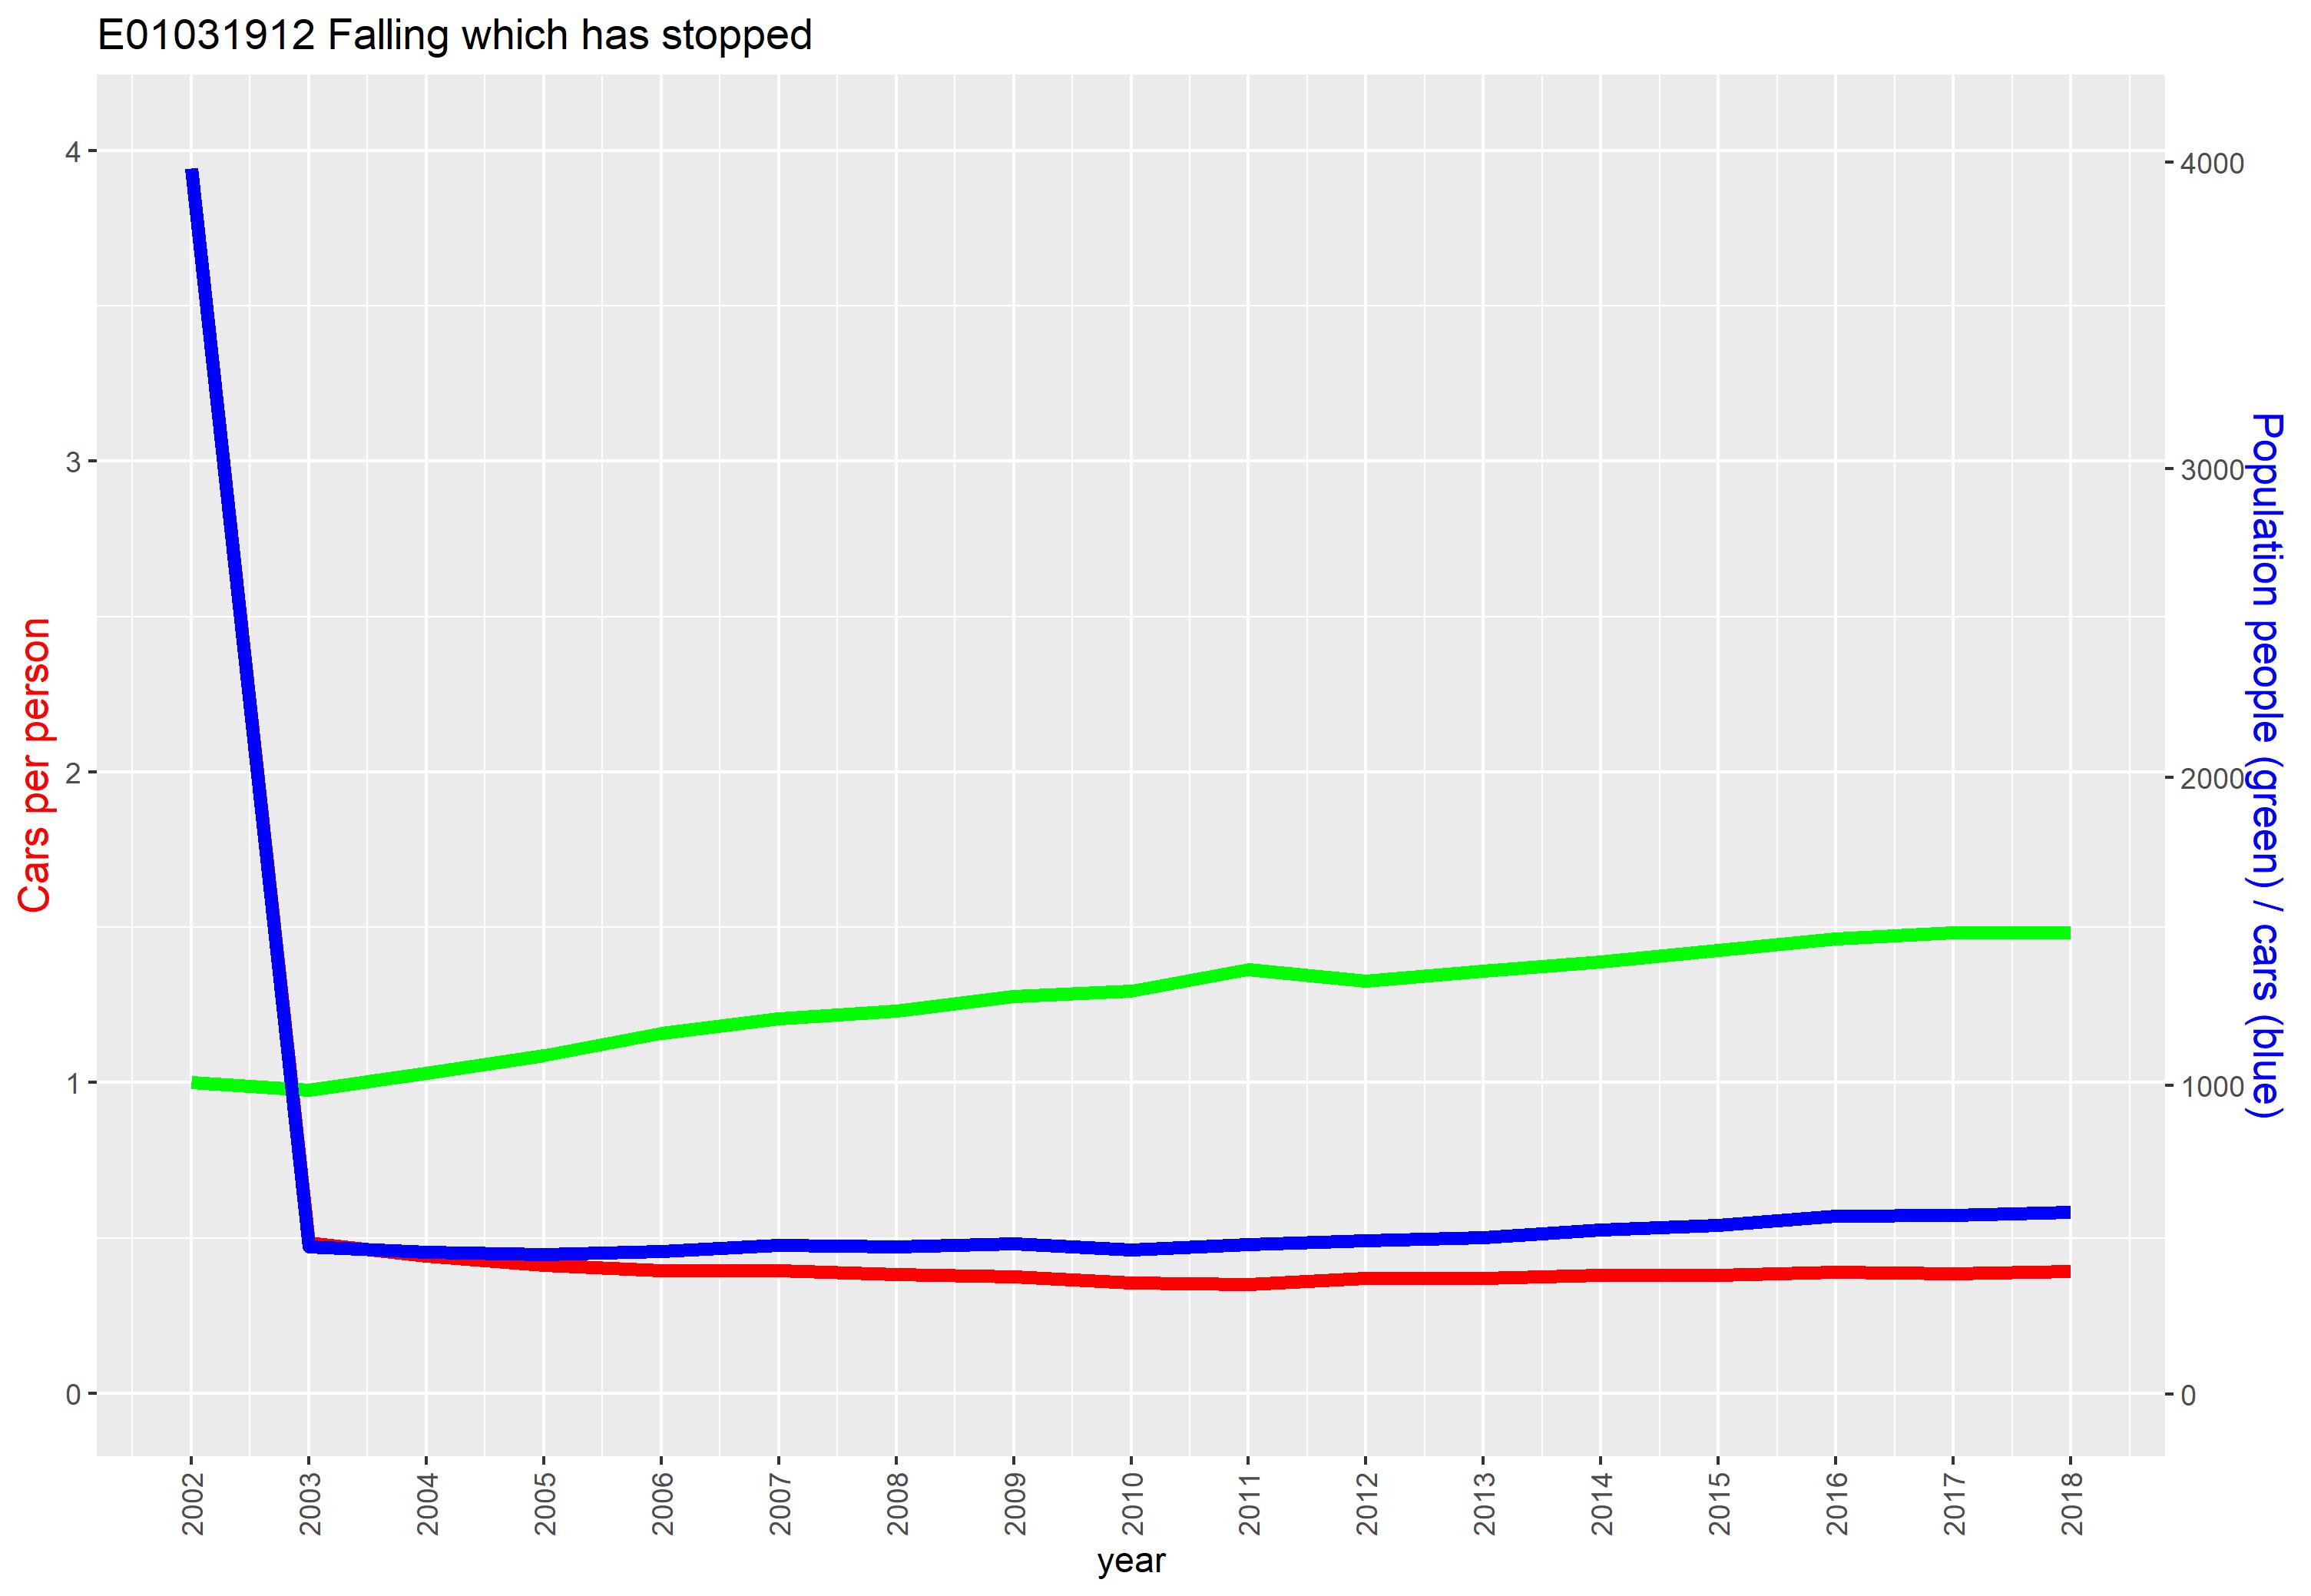 E01031912 Falling which has stopped
4
3
2
1
0
Cars per person
4000
3000
2000
1000
0
Population people (green) / cars (blue)
2002 2003 2004 2005 2006 2007 2008 2009 2010 2011 2012 2013 2014 2015 2016 2017 2018
year